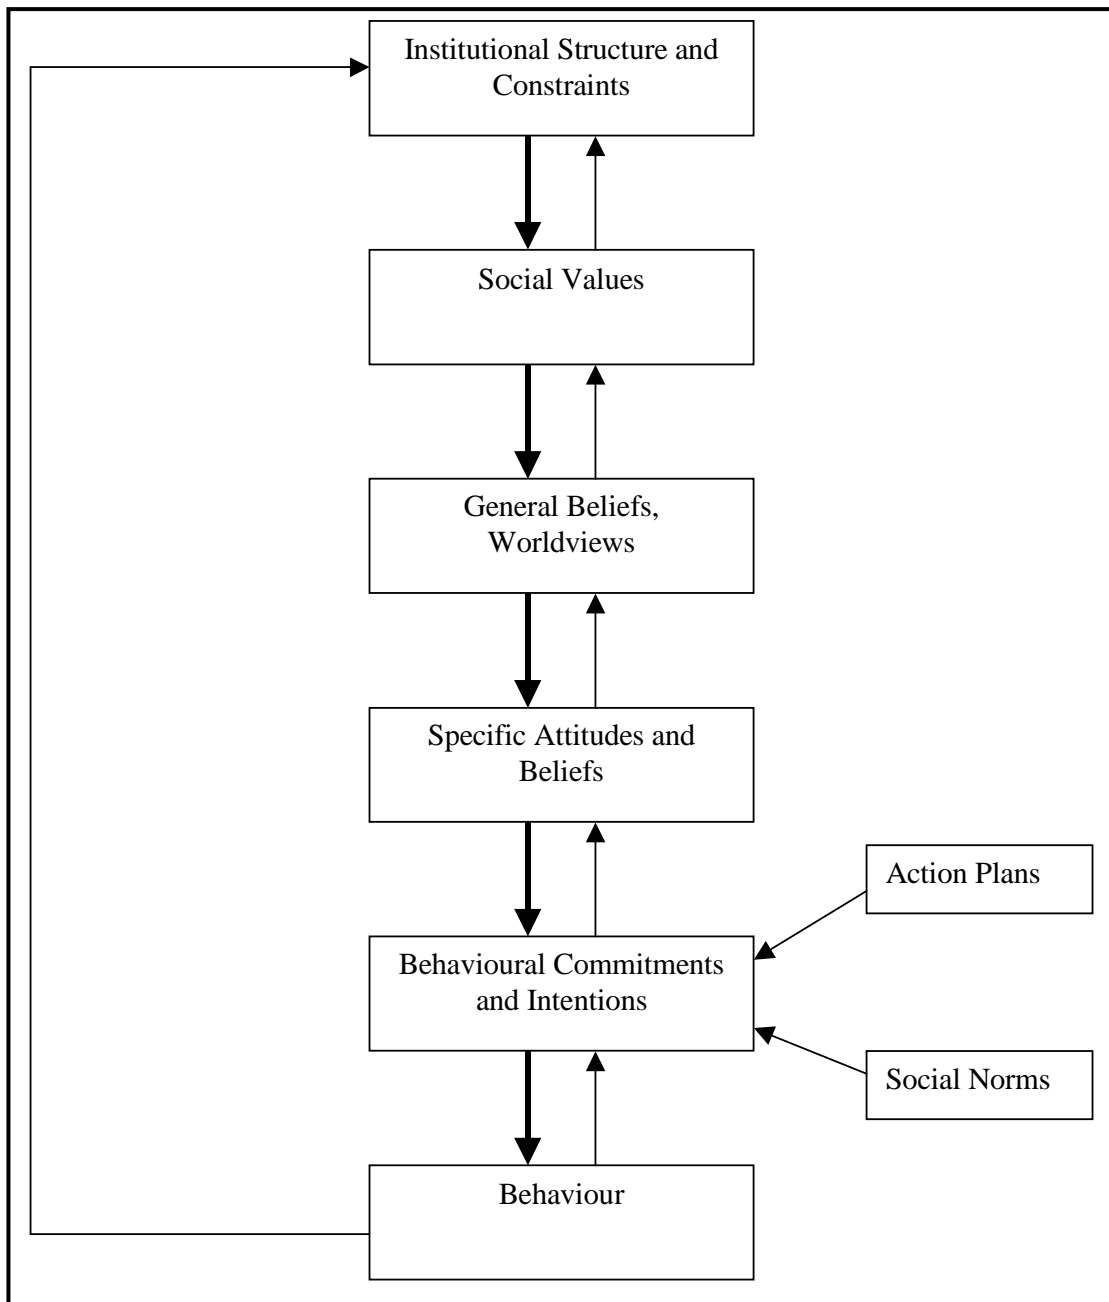 Institutional Structure and
Constraints
Social Values
General Beliefs,
Worldviews
Specific Attitudes and
Beliefs
Action Plans
Behavioural Commitments
and Intentions
Social Norms
Behaviour